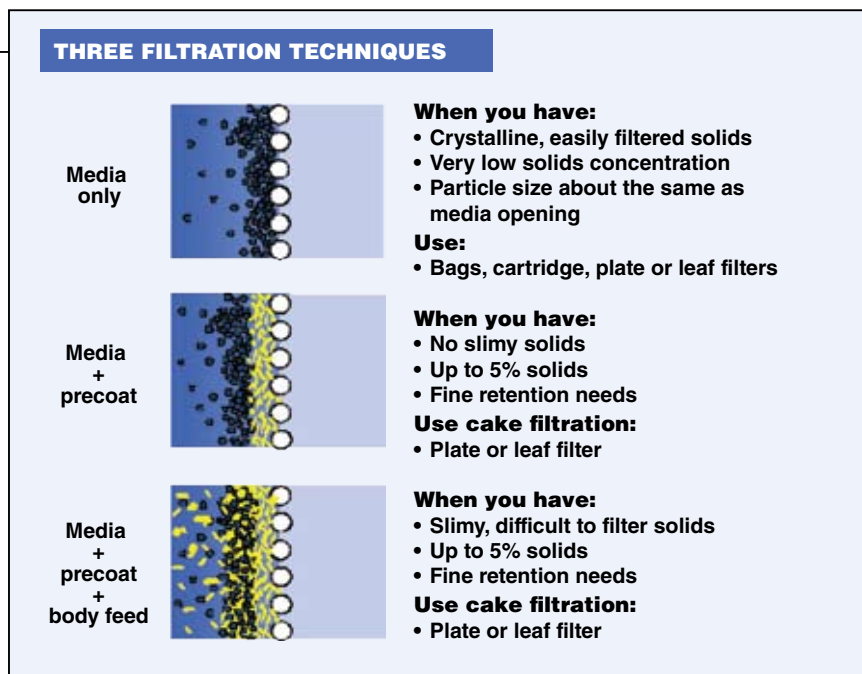 THREE FILTRATION TECHNIQUES
Media
only
When you have:
• Crystalline, easily filtered solids
• Very low solids concentration
• Particle size about the same as
media opening
Use:
• Bags, cartridge, plate or leaf filters
Media
+
precoat
When you have:
• No slimy solids
• Up to 5% solids
• Fine retention needs
Use cake filtration:
• Plate or leaf filter
Media
+
precoat
+
body feed
When you have:
• Slimy, difficult to filter solids
• Up to 5% solids
• Fine retention needs
Use cake filtration:
• Plate or leaf filter